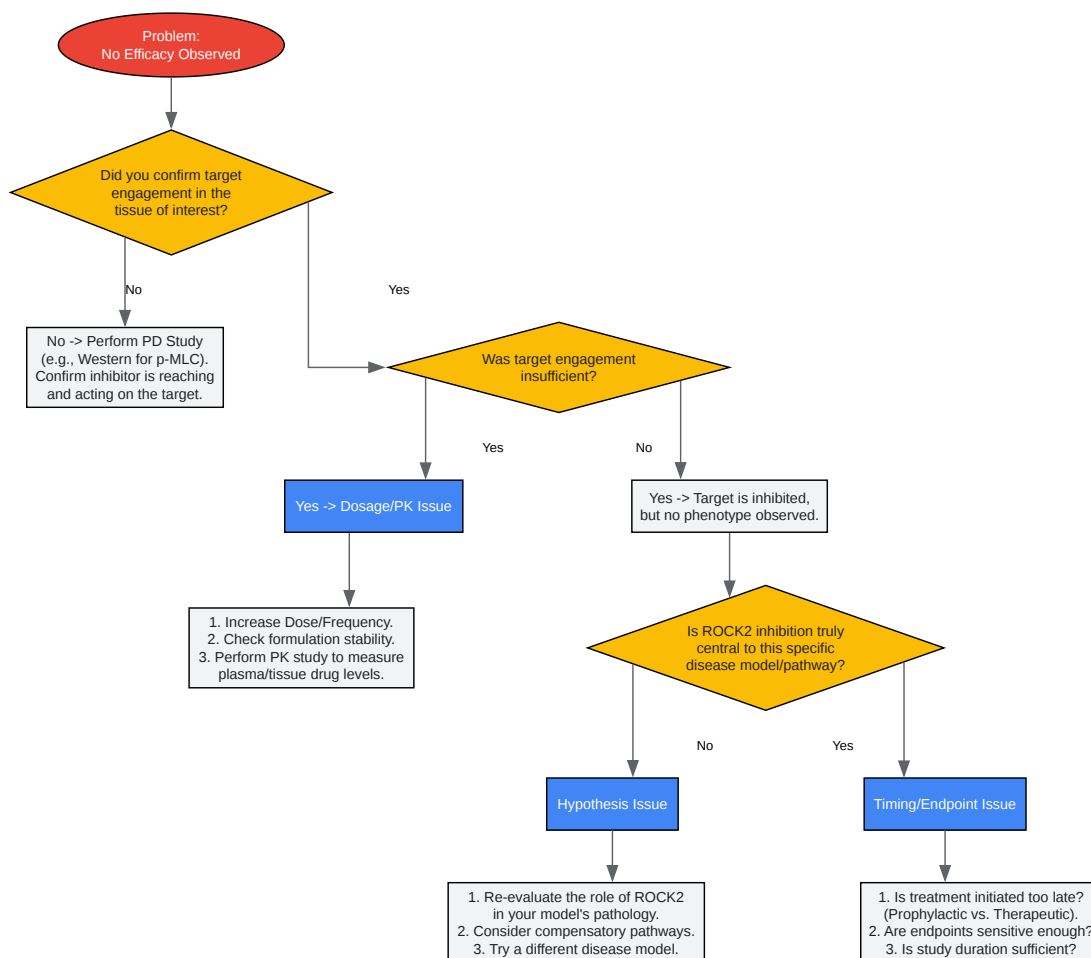 Problem:
No Efficacy Observed
Did you confirm target
engagement in the
tissue of interest?
No
Yes
No -> Perform PD Study
(e.g., Western for p-MLC).
Confirm inhibitor is reaching
and acting on the target.
Was target engagement
insufficient?
Yes
No
Yes -> Dosage/PK Issue
Yes -> Target is inhibited,
but no phenotype observed.
1. Increase Dose/Frequency.
2. Check formulation stability.
3. Perform PK study to measure
plasma/tissue drug levels.
Is ROCK2 inhibition truly
central to this specific
disease model/pathway?
No
Yes
Hypothesis Issue
Timing/Endpoint Issue
1. Re-evaluate the role of ROCK2
in your model's pathology.
2. Consider compensatory pathways.
3. Try a different disease model.
1. Is treatment initiated too late?
(Prophylactic vs. Therapeutic).
2. Are endpoints sensitive enough?
3. Is study duration sufficient?